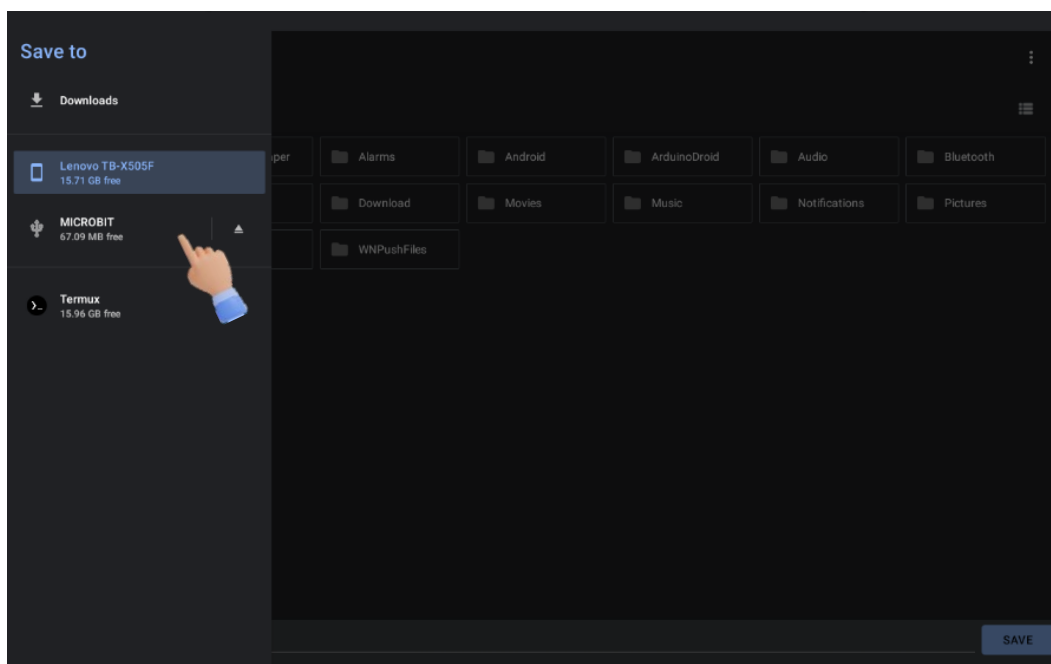 Save to
Downloads
Lenovo TB-X505F
15.71 GB free
MICROBIT
67.09 MB free
Termux
15.96 GB free
Alarms
Android
ArduinoDroid
Audio
Bluetooth
Download
Movies
Music
Notifications
Pictures
WNPushFiles
SAVE